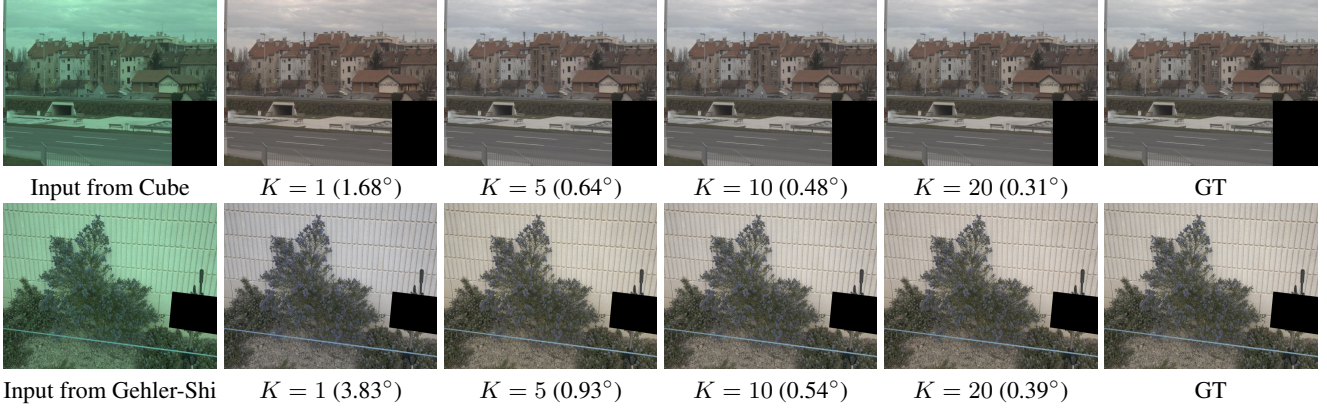 Input from Cube K = 1 (1.68°) K = 5 (0.64°) K = 10 (0.48°) K = 20 (0.31°) GT
Input from Gehler-Shi K = 1 (3.83°) K = 5 (0.93°) K = 10 (0.54°) K = 20 (0.39°) GT